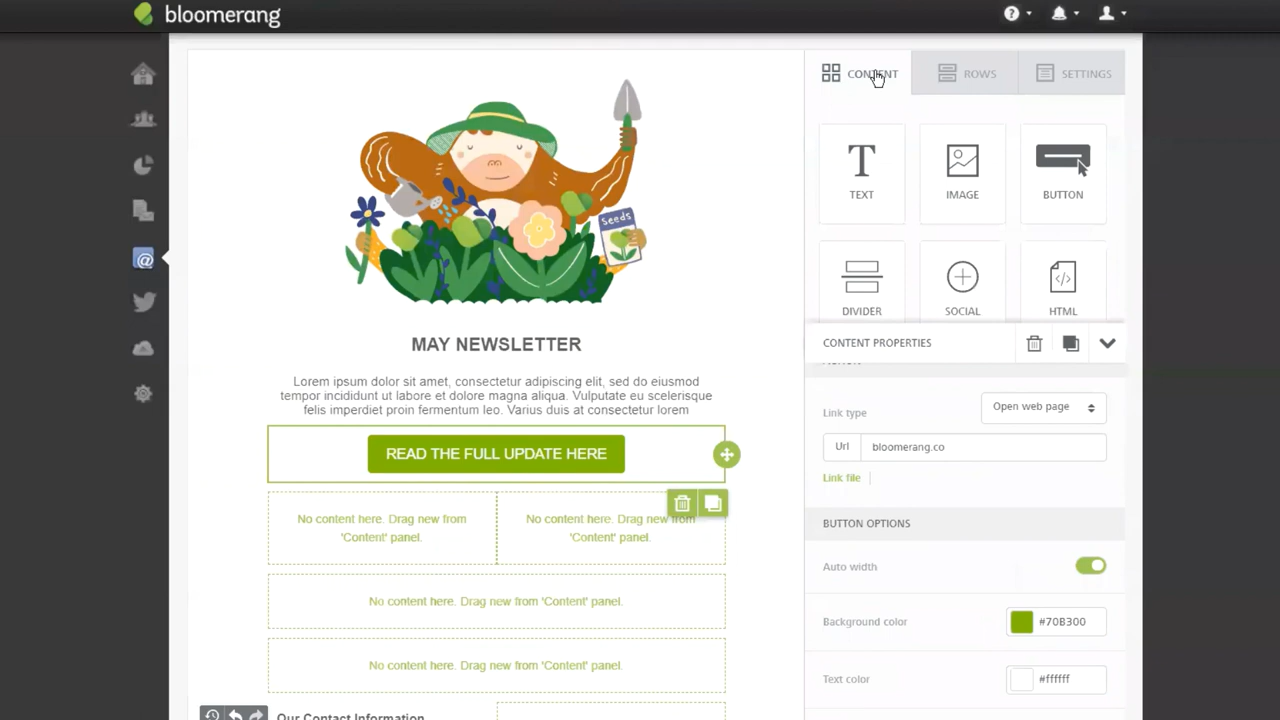 bloomerang
CONTENT
ROWS
SETTINGS
Seeds
TEXT
IMAGE
BUTTON
DIVIDER
SOCIAL
HTML
MAY NEWSLETTER
Lorem ipsum dolor sit amet, consectetur adipiscing elit, sed do eiusmod
tempor incididunt ut labore et dolore magna aliqua. Vulputate eu scelerisque
felis imperdiet proin fermentum leo. Varius duis at consectetur lorem
READ THE FULL UPDATE HERE
No content here. Drag new from
'Content' panel.
No content here. Drag new from
'Content' panel.
No content here. Drag new from 'Content' panel.
No content here. Drag new from 'Content' panel.
Our Contact Information
CONTENT PROPERTIES
Link type
Open web page
Url
bloomerang.co
Link file
BUTTON OPTIONS
Auto width
Background color
#70B300
Text color
#ffffff